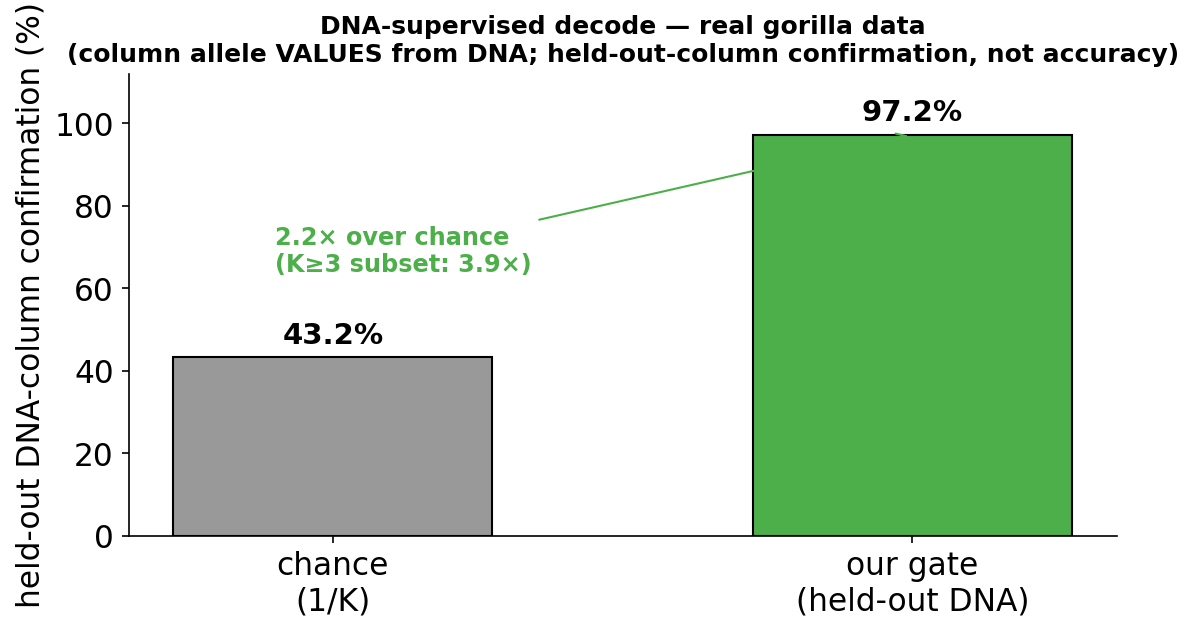 DNA-supervised decode — real gorilla data
(column allele VALUES from DNA; held-out-column confirmation, not accuracy)
held-out DNA-column confirmation (%)
100
80
60
40
20
0
97.2%
2.2× over chance
(K≥3 subset: 3.9×)
43.2%
chance
(1/K)
our gate
(held-out DNA)